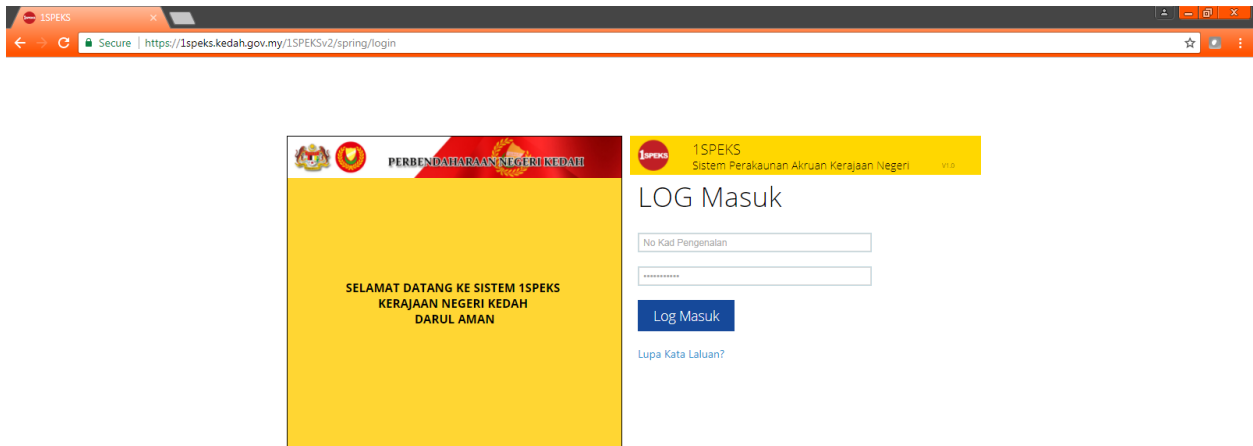 1SPEKS
Secure | https://1speks.kedah.gov.my/1SPEKSv2/spring/login
PERBENDAHARAAN NEGERI KEDAH
SELAMAT DATANG KE SISTEM 1SPEKS
KERAJAAN NEGERI KEDAH
DARUL AMAN
1SPEKS
1SPEKS
Sistem Perakaunan Akruan Kerajaan Negeri V1.0
LOG Masuk
No Kad Pengenalan
Log Masuk
Lupa Kata Laluan?